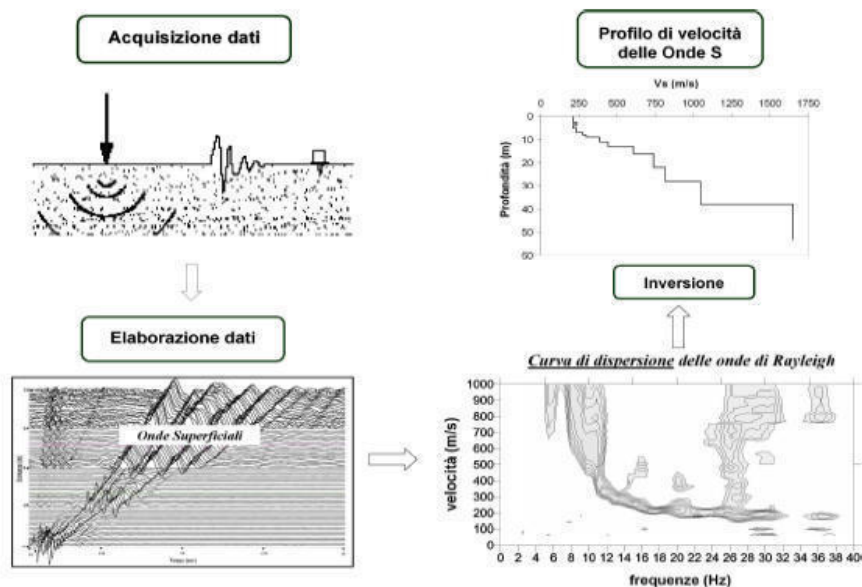 Acquisizione dati
Profilo di velocità
delle Onde S
Vs (m/s)
0 250 500 750 1000 1250 1500 1750
Profondità (m)
0
10
20
30
40
50
60
Inversione
Elaborazione dati
Onde Superficiali
Curva di dispersione delle onde di Rayleigh
velocità (m/s)
1000
900
800
700
600
500
400
300
200
100
0
0 2 4 6 8 10 12 14 16 18 20 22 24 26 28 30 32 34 36 38 40
frequenze (Hz)